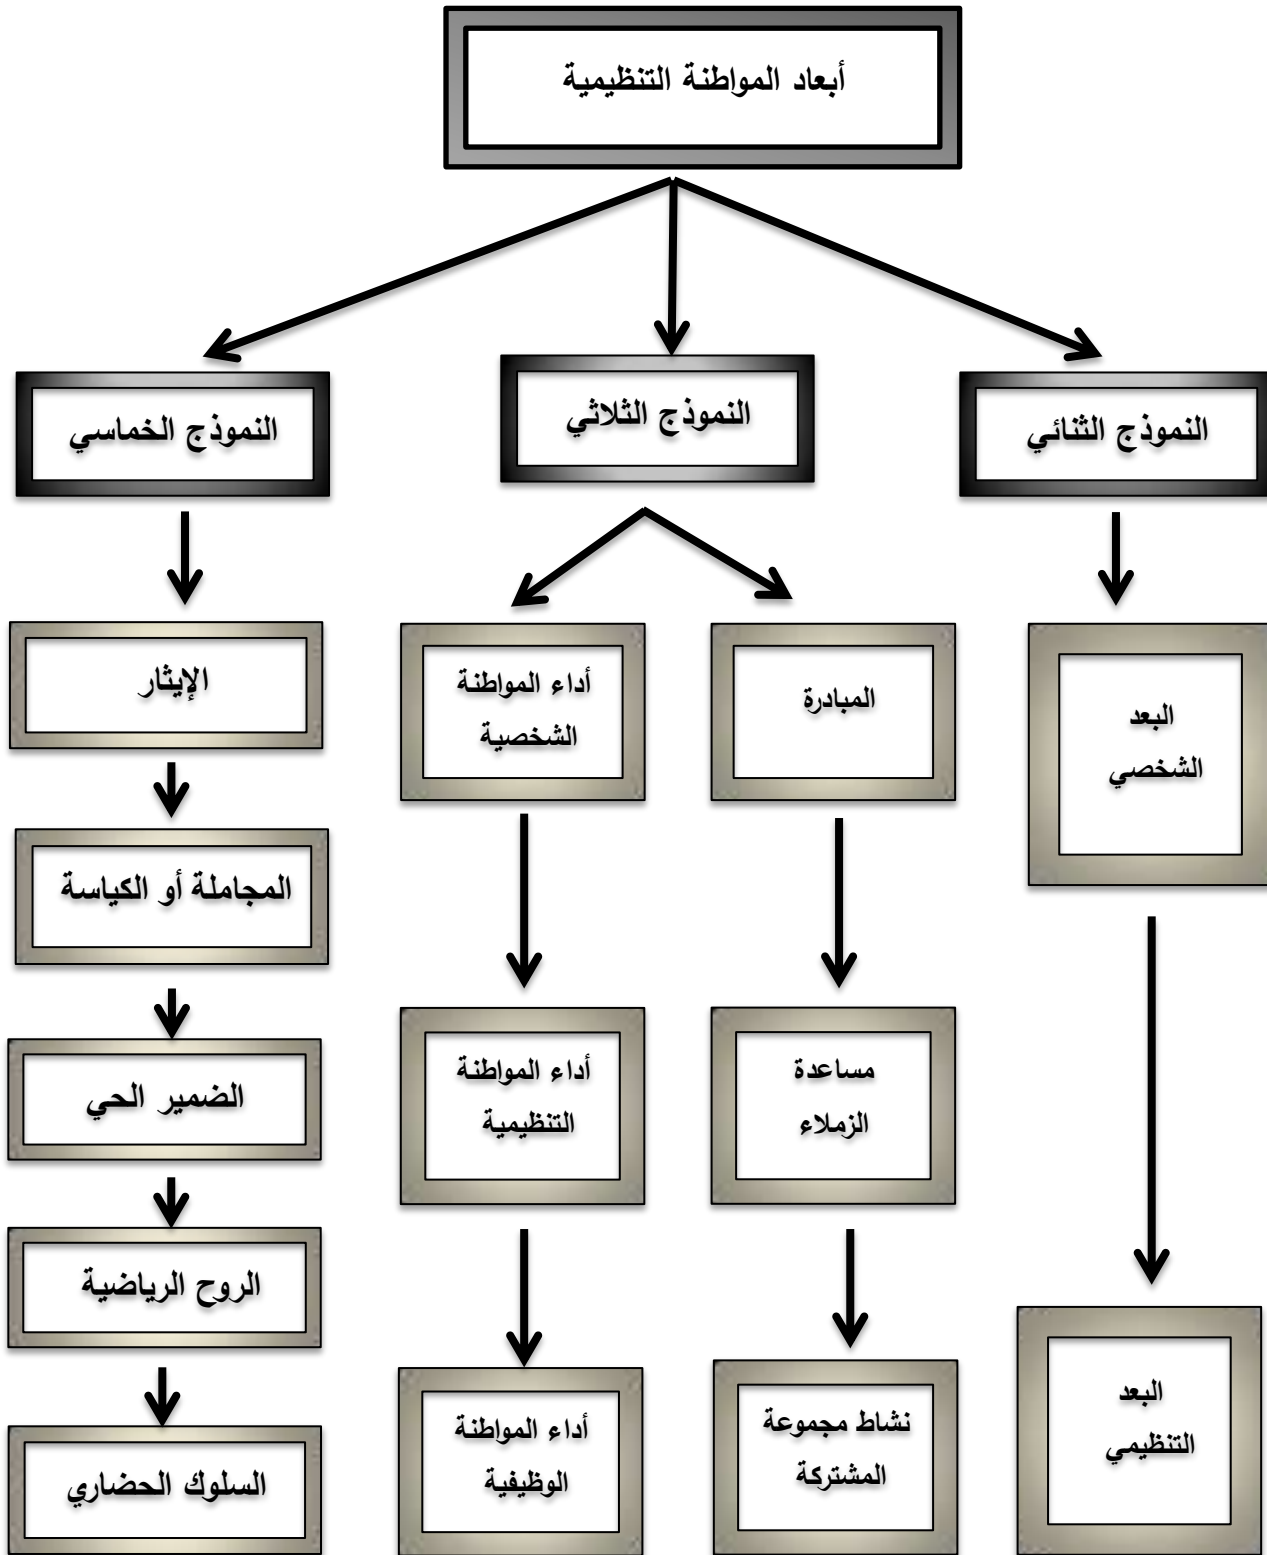 أبعاد المواطنة التنظيمية
النموذج الثنائي
النموذج الثلاثي
النموذج الخماسي
البعد
الشخصي
البعد
التنظيمي
المبادرة
مساعدة
الزملاء
نشاط مجموعة
المشتركة
أداء المواطنة
الشخصية
أداء المواطنة
التنظيمية
أداء المواطنة
الوظيفية
الإيثار
المجاملة أو الكياسة
الضمير الحي
الروح الرياضية
السلوك الحضاري